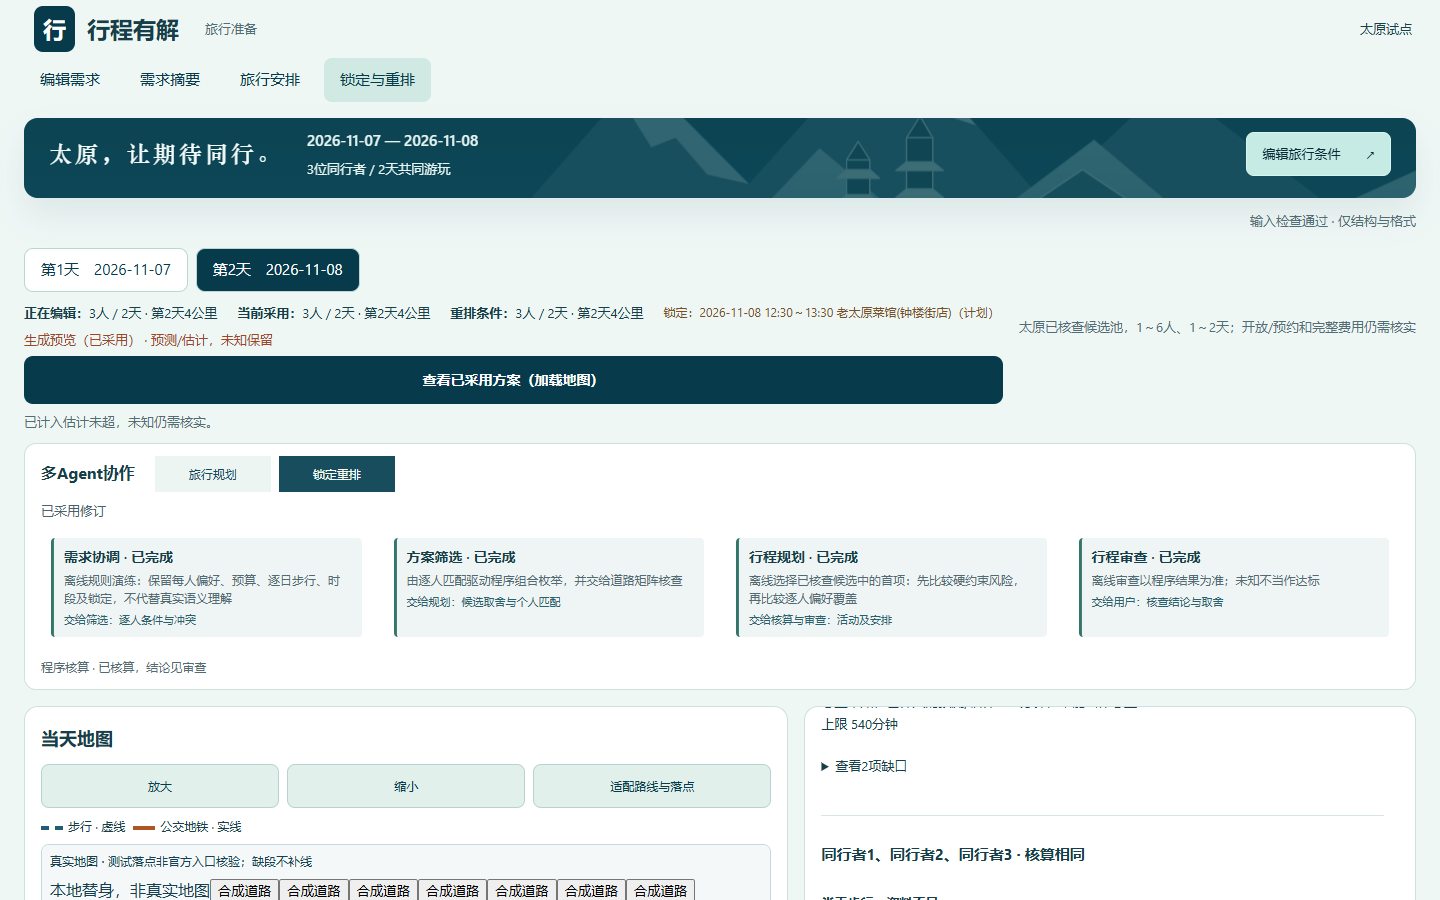 行 行程有解 旅行准备 太原试点
编辑需求 需求摘要 旅行安排 锁定与重排
太原，让期待同行。
2026-11-07 — 2026-11-08
3位同行者 / 2天共同游玩
编辑旅行条件 ↗
输入检查通过 · 仅结构与格式
第1天 2026-11-07 第2天 2026-11-08
正在编辑：3人 / 2天 · 第2天4公里 当前采用：3人 / 2天 · 第2天4公里 重排条件：3人 / 2天 · 第2天4公里 锁定：2026-11-08 12:30～13:30 老太原菜馆(钟楼街店)（计划）
生成预览（已采用） · 预测/估计，未知保留
太原已核查候选池，1～6人、1～2天；开放/预约和完整费用仍需核实
查看已采用方案（加载地图）
已计入估计未超，未知仍需核实。
多Agent协作 旅行规划 锁定重排
已采用修订
需求协调 · 已完成
离线规则演练：保留每人偏好、预算、逐日步行、时
段及锁定，不代替真实语义理解
交给筛选：逐人条件与冲突
方案筛选 · 已完成
由逐人匹配驱动程序组合枚举，并交给道路矩阵核查
交给规划：候选取舍与个人匹配
行程规划 · 已完成
离线选择已核查候选中的首项：先比较硬约束风险，
再比较逐人偏好覆盖
交给核算与审查：活动及安排
行程审查 · 已完成
离线审查以程序结果为准；未知不当作达标
交给用户：核查结论与取舍
程序核算 · 已核算，结论见审查
当天地图
放大 缩小 适配路线与落点
步行 · 虚线 公交地铁 · 实线
真实地图 · 测试落点非官方入口核验；缺段不补线
本地替身，非真实地图 合成道路 合成道路 合成道路 合成道路 合成道路 合成道路 合成道路
上限 540分钟
▶ 查看2项缺口
同行者1、同行者2、同行者3 · 核算相同